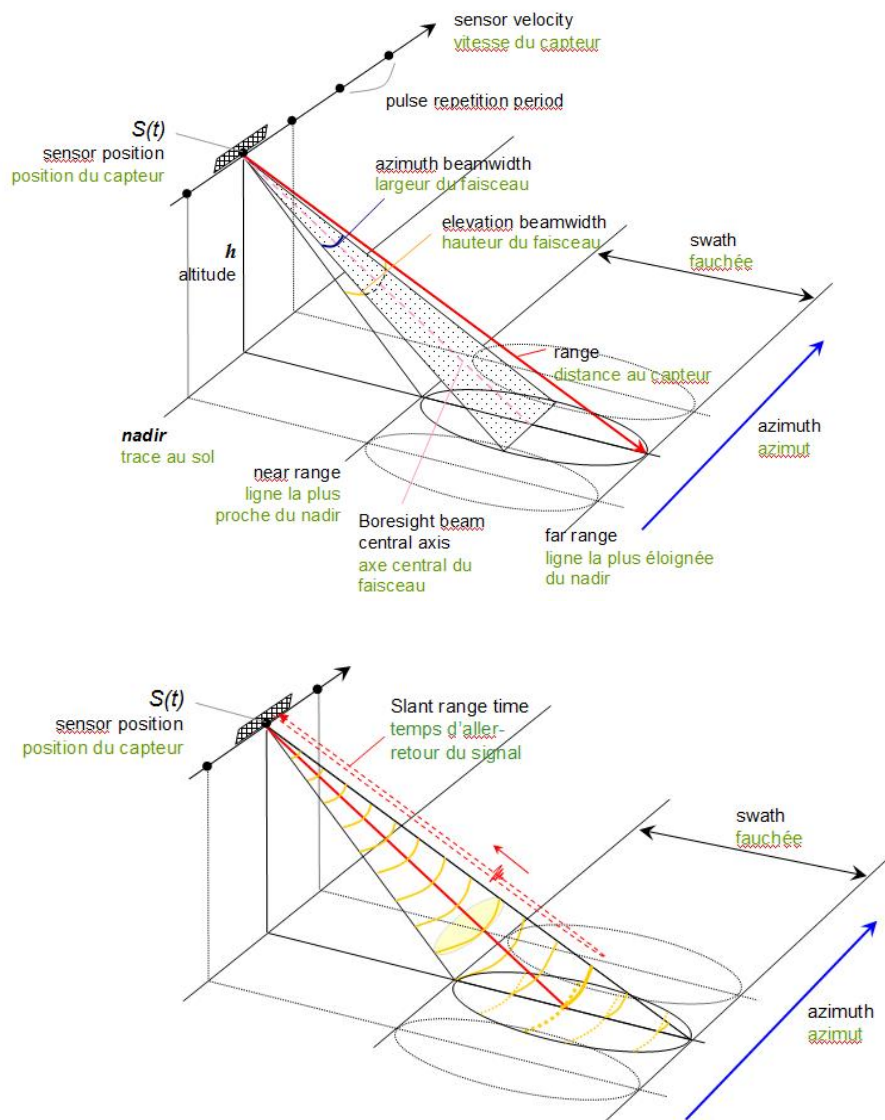 sensor velocity
vitesse du capteur
pulse repetition period
S(t)
sensor position
position du capteur
azimuth beamwidth
largeur du faisceau
elevation beamwidth
hauteur du faisceau
swath
fauchée
h
altitude
range
distance au capteur
azimuth
azimut
nadir
trace au sol
near range
ligne la plus
proche du nadir
Boresight beam
central axis
axe central du
faisceau
far range
ligne la plus éloignée
du nadir
S(t)
sensor position
position du capteur
Slant range time
temps d'aller-
retour du signal
swath
fauchée
azimuth
azimut